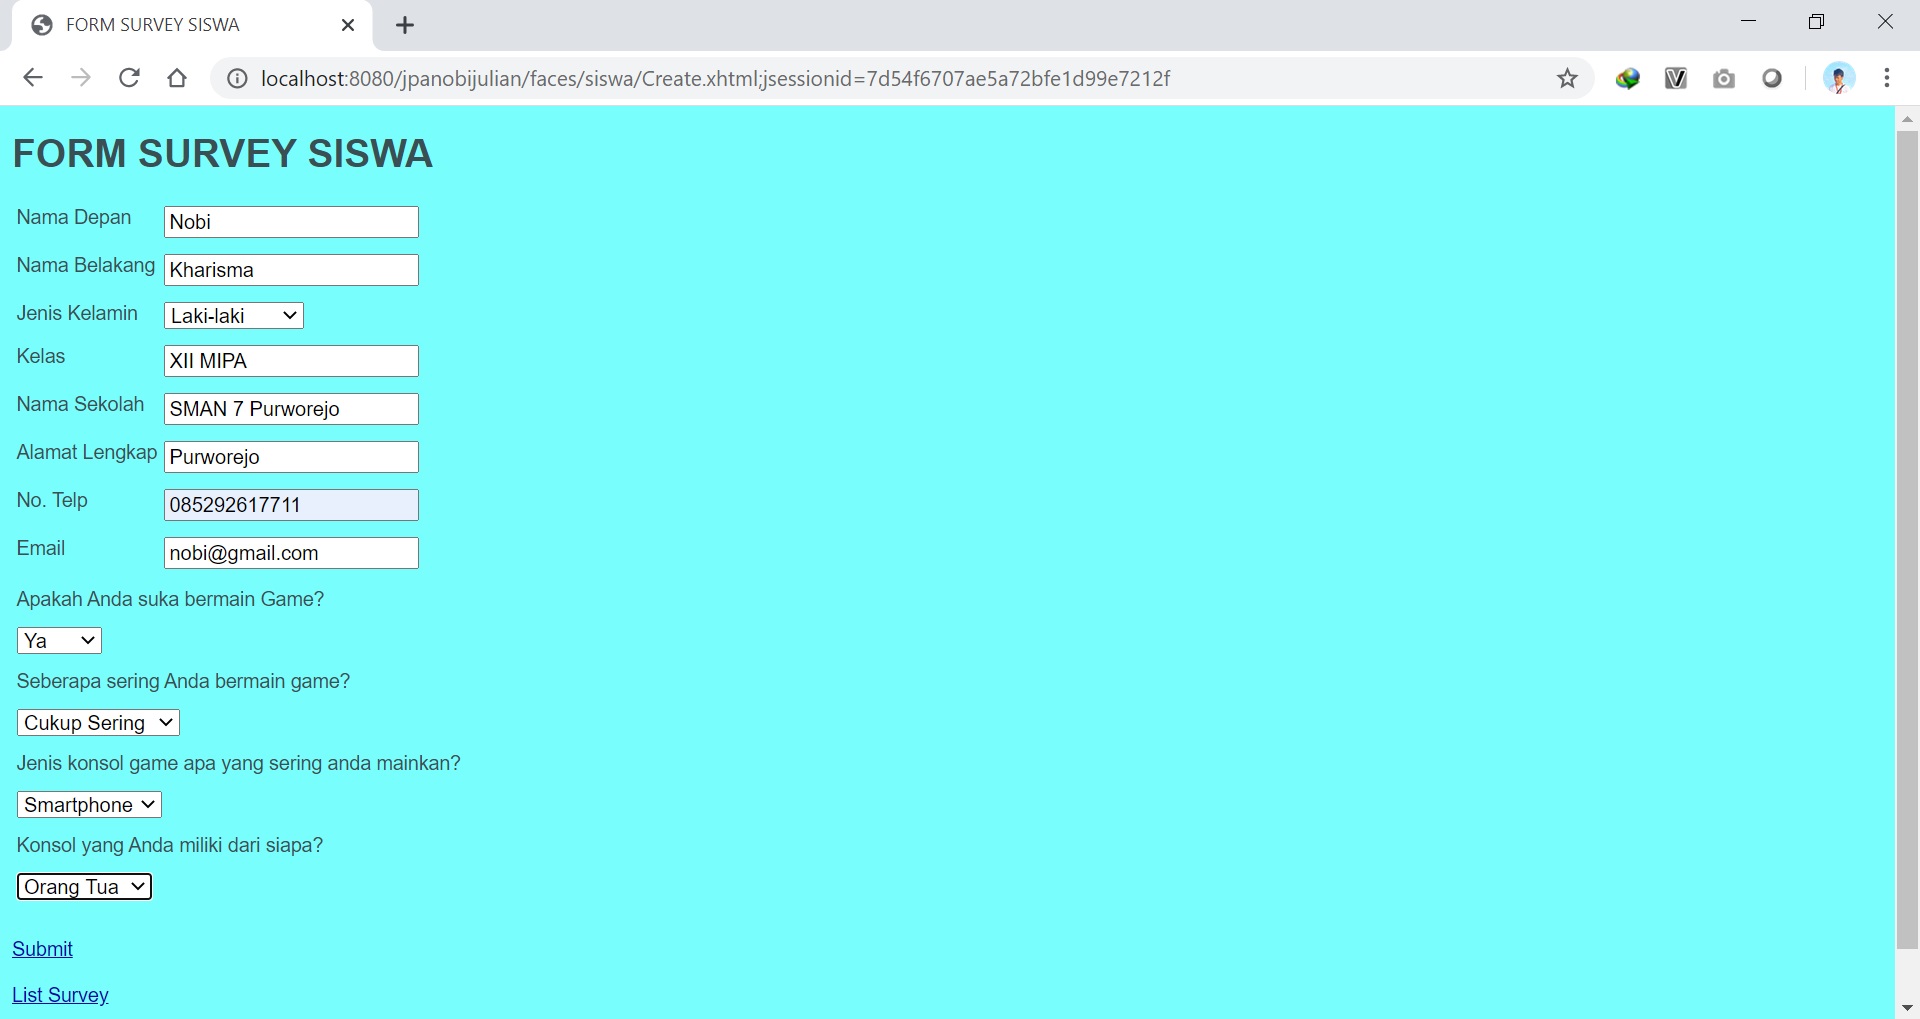 FORM SURVEY SISWA
localhost:8080/jpanobijulian/faces/siswa/Create.xhtml;jsessionid=7d54f6707ae5a72bfe1d99e7212f
FORM SURVEY SISWA
Nama Depan Nobi
Nama Belakang Kharisma
Jenis Kelamin Laki-laki
Kelas XII MIPA
Nama Sekolah SMAN 7 Purworejo
Alamat Lengkap Purworejo
No. Telp 085292617711
Email nobi@gmail.com
Apakah Anda suka bermain Game?
Ya
Seberapa sering Anda bermain game?
Cukup Sering
Jenis konsol game apa yang sering anda mainkan?
Smartphone
Konsol yang Anda miliki dari siapa?
Orang Tua
Submit
List Survey